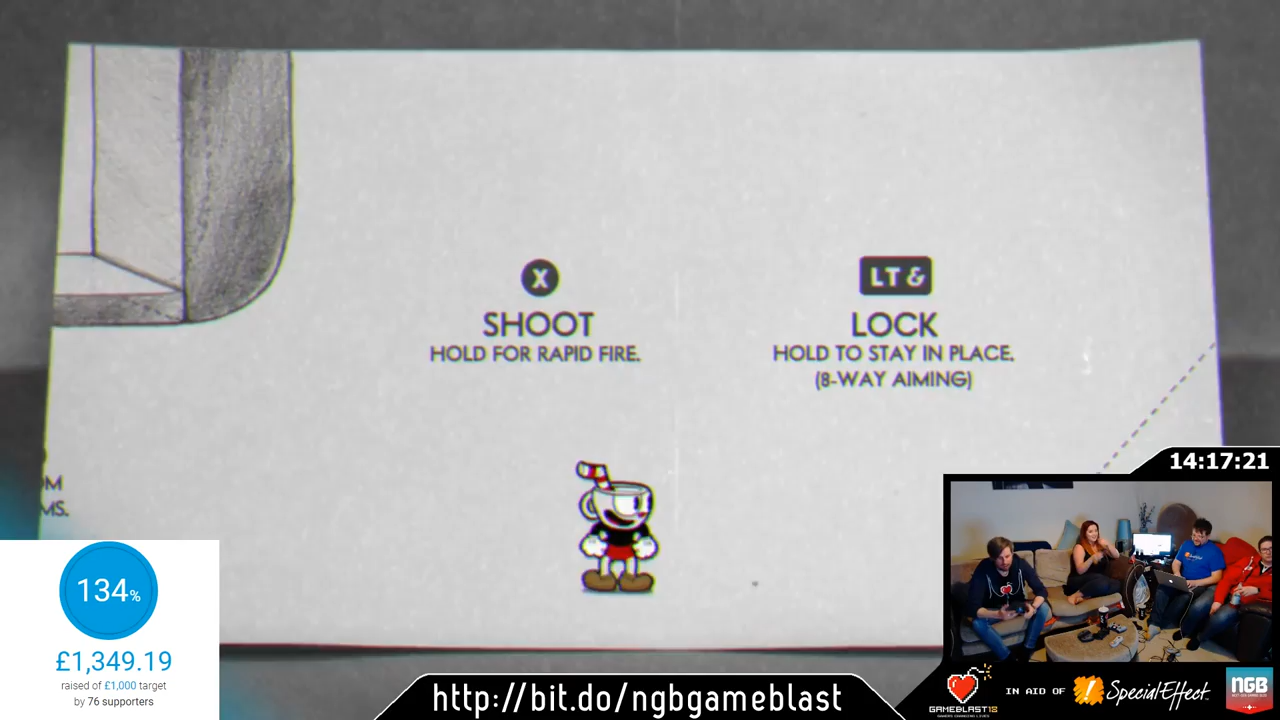 X
SHOOT
HOLD FOR RAPID FIRE.
LT &
LOCK
HOLD TO STAY IN PLACE.
(8-WAY AIMING)
OM
MS.
14:17:21
134%
£1,349.19
raised of £1,000 target
by 76 supporters
http://bit.do/ngbgameblast
GAMEBLAST18
IN AID OF
SpecialEffect
NGB